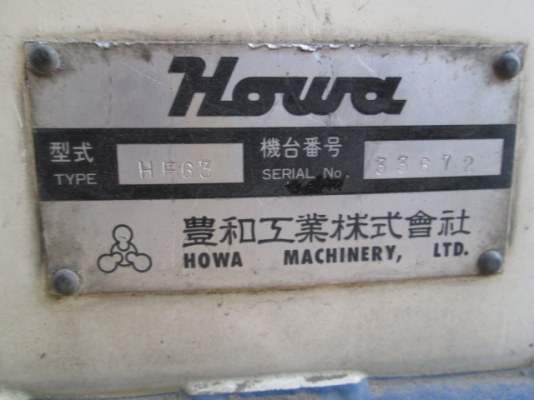 Howa
型式 HF63 機台番号 33672
TYPE SERIAL No.
豊和工業株式會社
HOWA MACHINERY, LTD.